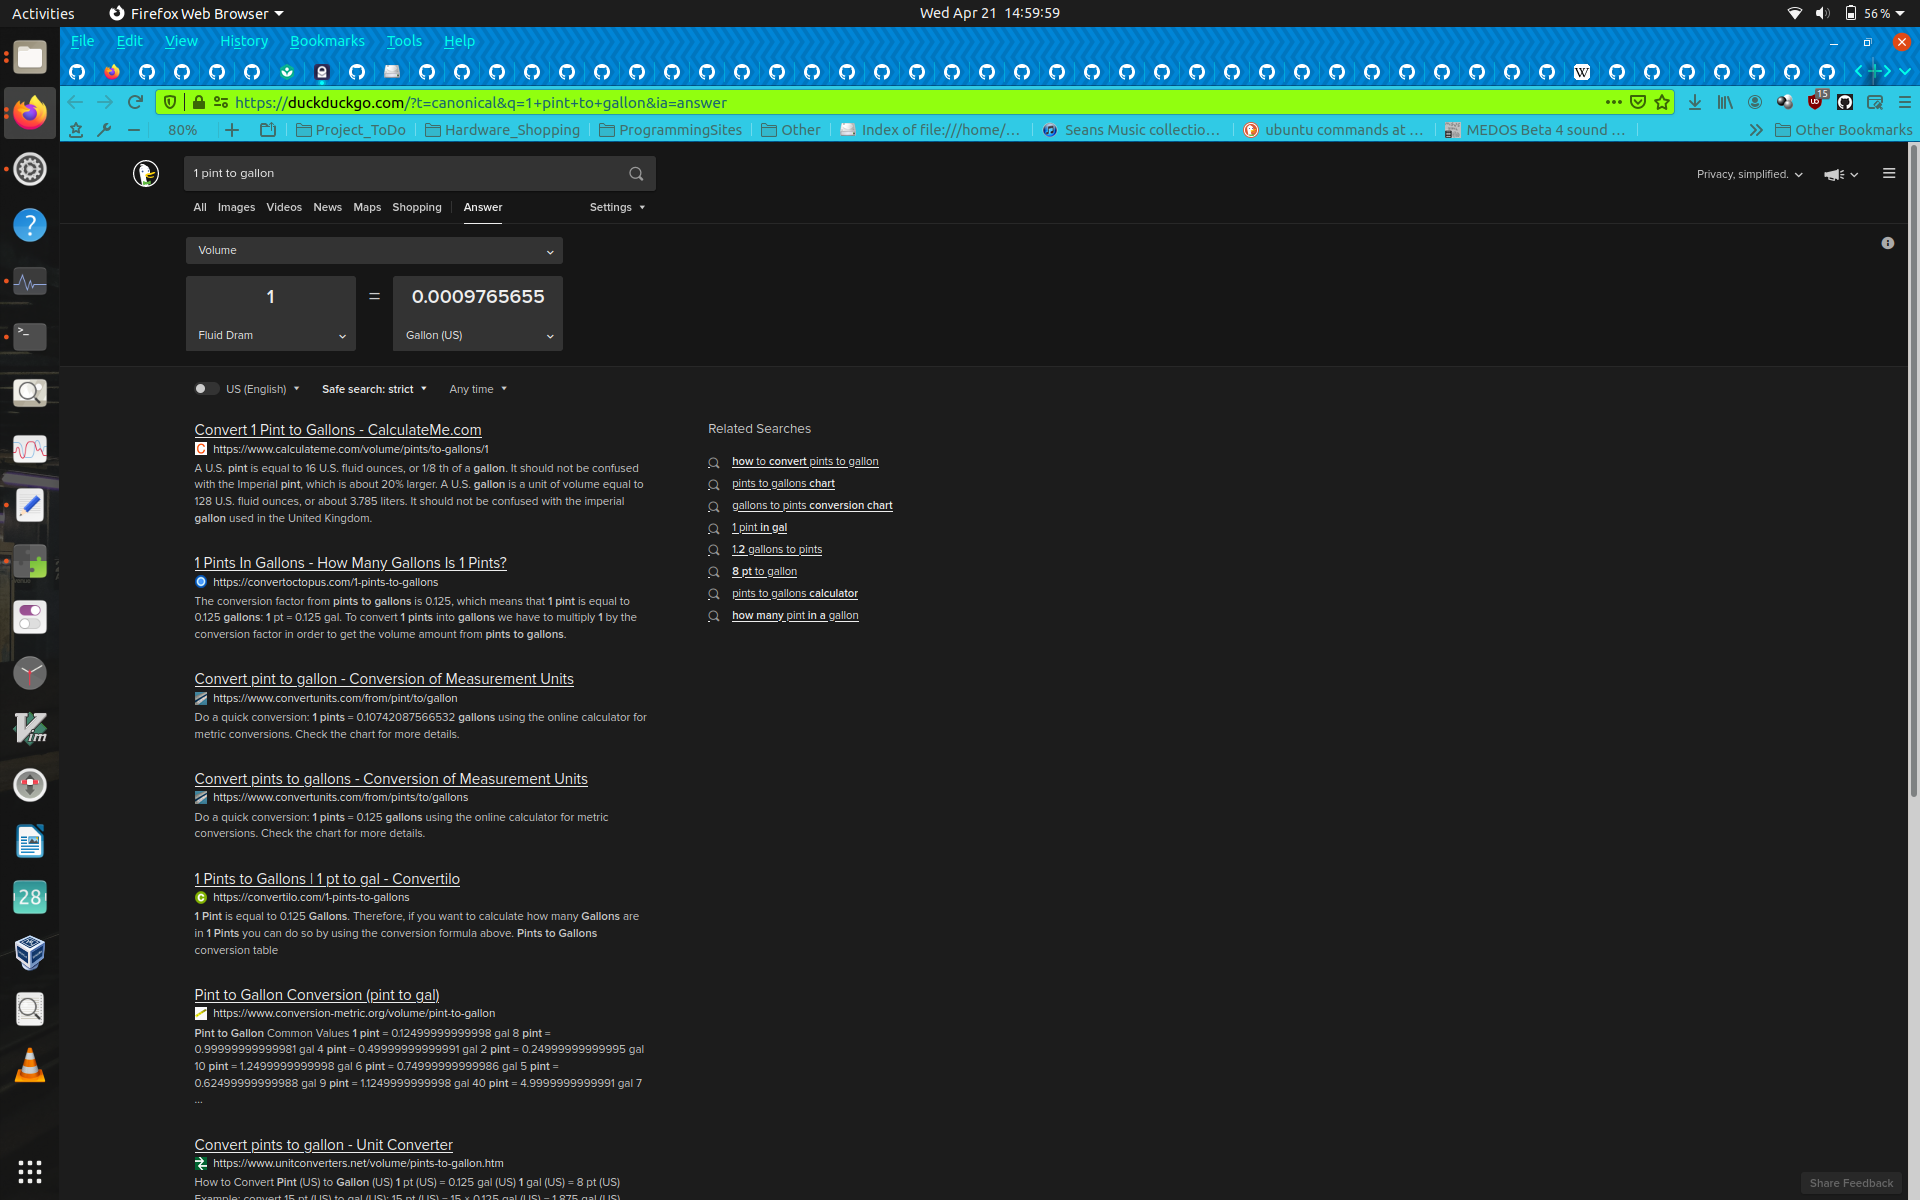 Activities
Firefox Web Browser
Wed Apr 21 14:59:59
56 %
File Edit View History Bookmarks Tools Help
W
https://duckduckgo.com/?t=canonical&q=1+pint+to+gallon&ia=answer
15
80%
Project_ToDo
Hardware_Shopping
ProgrammingSites
Other
Index of file:///home/...
Seans Music collectio...
ubuntu commands at ...
MEDOS Beta 4 sound ...
Other Bookmarks
1 pint to gallon
Privacy, simplified.
All Images Videos News Maps Shopping Answer Settings
Volume
1 = 0.0009765655
Fluid Dram
Gallon (US)
US (English) Safe search: strict Any time
Convert 1 Pint to Gallons - CalculateMe.com
https://www.calculateme.com/volume/pints/to-gallons/1
A U.S. pint is equal to 16 U.S. fluid ounces, or 1/8 th of a gallon. It should not be confused
with the Imperial pint, which is about 20% larger. A U.S. gallon is a unit of volume equal to
128 U.S. fluid ounces, or about 3.785 liters. It should not be confused with the imperial
gallon used in the United Kingdom.
1 Pints In Gallons - How Many Gallons Is 1 Pints?
https://convertoctopus.com/1-pints-to-gallons
The conversion factor from pints to gallons is 0.125, which means that 1 pint is equal to
0.125 gallons: 1 pt = 0.125 gal. To convert 1 pints into gallons we have to multiply 1 by the
conversion factor in order to get the volume amount from pints to gallons.
Convert pint to gallon - Conversion of Measurement Units
https://www.convertunits.com/from/pint/to/gallon
Do a quick conversion: 1 pints = 0.10742087566532 gallons using the online calculator for
metric conversions. Check the chart for more details.
Convert pints to gallons - Conversion of Measurement Units
https://www.convertunits.com/from/pints/to/gallons
Do a quick conversion: 1 pints = 0.125 gallons using the online calculator for metric
conversions. Check the chart for more details.
1 Pints to Gallons | 1 pt to gal - Convertilo
https://convertilo.com/1-pints-to-gallons
1 Pint is equal to 0.125 Gallons. Therefore, if you want to calculate how many Gallons are
in 1 Pints you can do so by using the conversion formula above. Pints to Gallons
conversion table
Pint to Gallon Conversion (pint to gal)
https://www.conversion-metric.org/volume/pint-to-gallon
Pint to Gallon Common Values 1 pint = 0.12499999999998 gal 8 pint =
0.99999999999981 gal 4 pint = 0.49999999999991 gal 2 pint = 0.24999999999995 gal
10 pint = 1.2499999999998 gal 6 pint = 0.74999999999986 gal 5 pint =
0.62499999999988 gal 9 pint = 1.1249999999998 gal 40 pint = 4.9999999999991 gal 7
...
Convert pints to gallon - Unit Converter
https://www.unitconverters.net/volume/pints-to-gallon.htm
How to Convert Pint (US) to Gallon (US) 1 pt (US) = 0.125 gal (US) 1 gal (US) = 8 pt (US)
Example: convert 15 pt (US) to gal (US): 15 pt (US) = 15 × 0.125 gal (US) = 1.875 gal (US)
Related Searches
how to convert pints to gallon
pints to gallons chart
gallons to pints conversion chart
1 pint in gal
1.2 gallons to pints
8 pt to gallon
pints to gallons calculator
how many pint in a gallon
28
Share Feedback